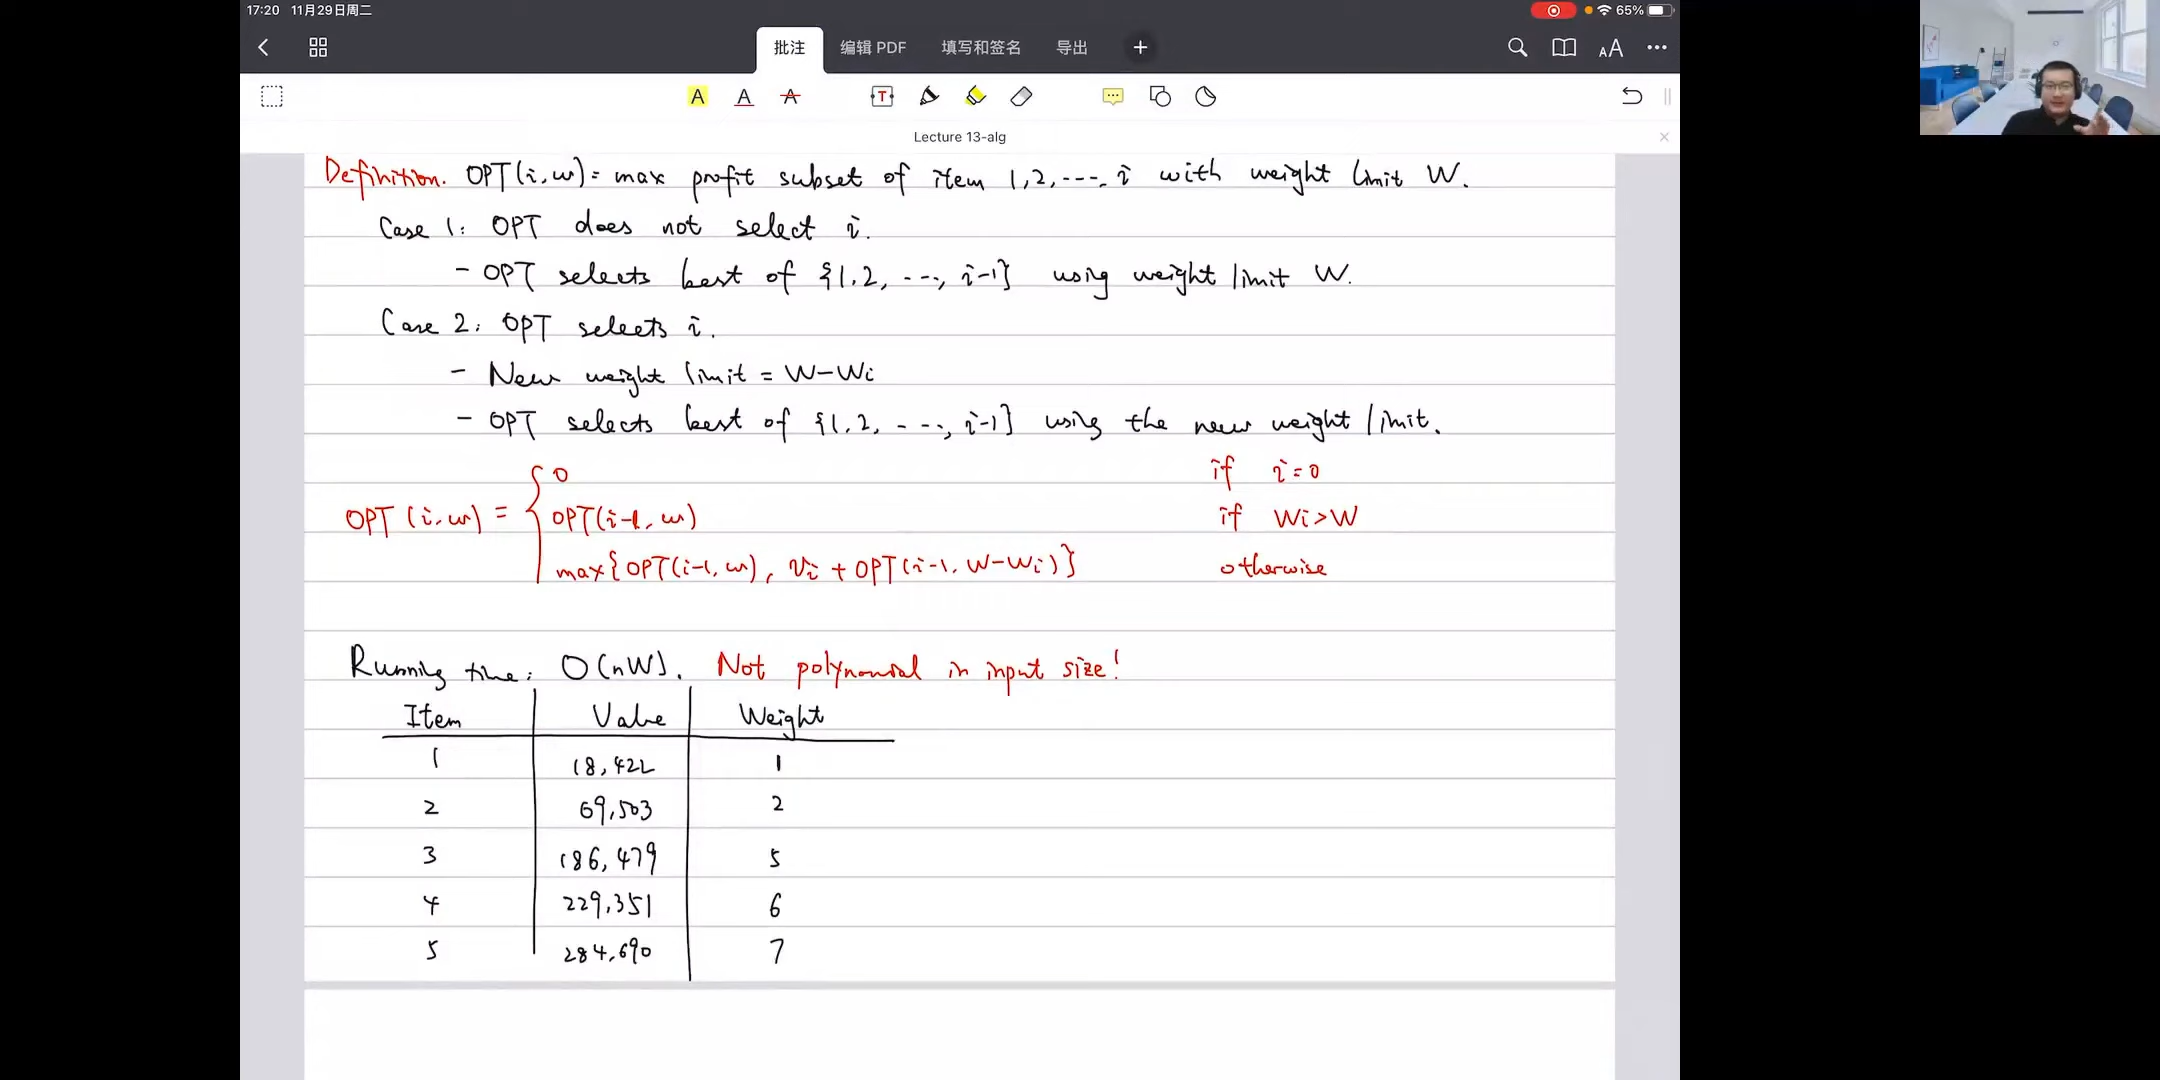 17:20 11月29日周二
65%
批注 编辑 PDF 填写和签名 导出
Lecture 13-alg
Definition. OPT(i,w) = max profit subset of item 1,2,---, i with weight limit W.
Case 1: OPT does not select i.
- OPT selects best of {1,2, ---, i-1} using weight limit W.
Case 2: OPT selects i.
- New weight limit = W-Wi
- OPT selects best of {1,2, ---, i-1} using the new weight limit.
0 if i=0
OPT(i,w) = { OPT(i-1,w) if Wi>W
max{OPT(i-1,w), vi + OPT(i-1, W-Wi)} otherwise
Running time: O(nW). Not polynomial in input size!
Item Value Weight
1 18,422 1
2 69,503 2
3 186,479 5
4 229,351 6
5 284,690 7